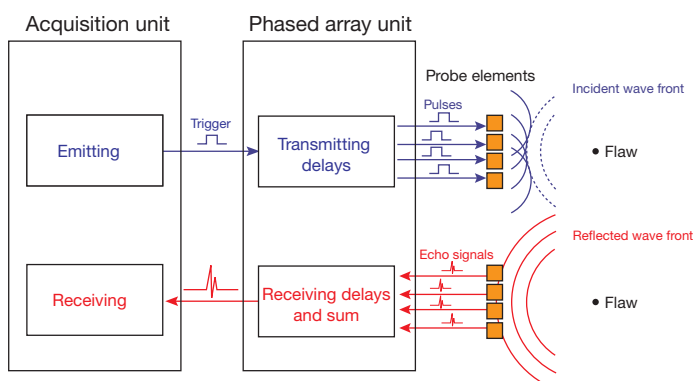 Acquisition unit
Phased array unit
Probe elements
Incident wave front
Trigger
Pulses
Emitting
Transmitting
delays
• Flaw
Reflected wave front
Echo signals
Receiving
Receiving delays
and sum
• Flaw